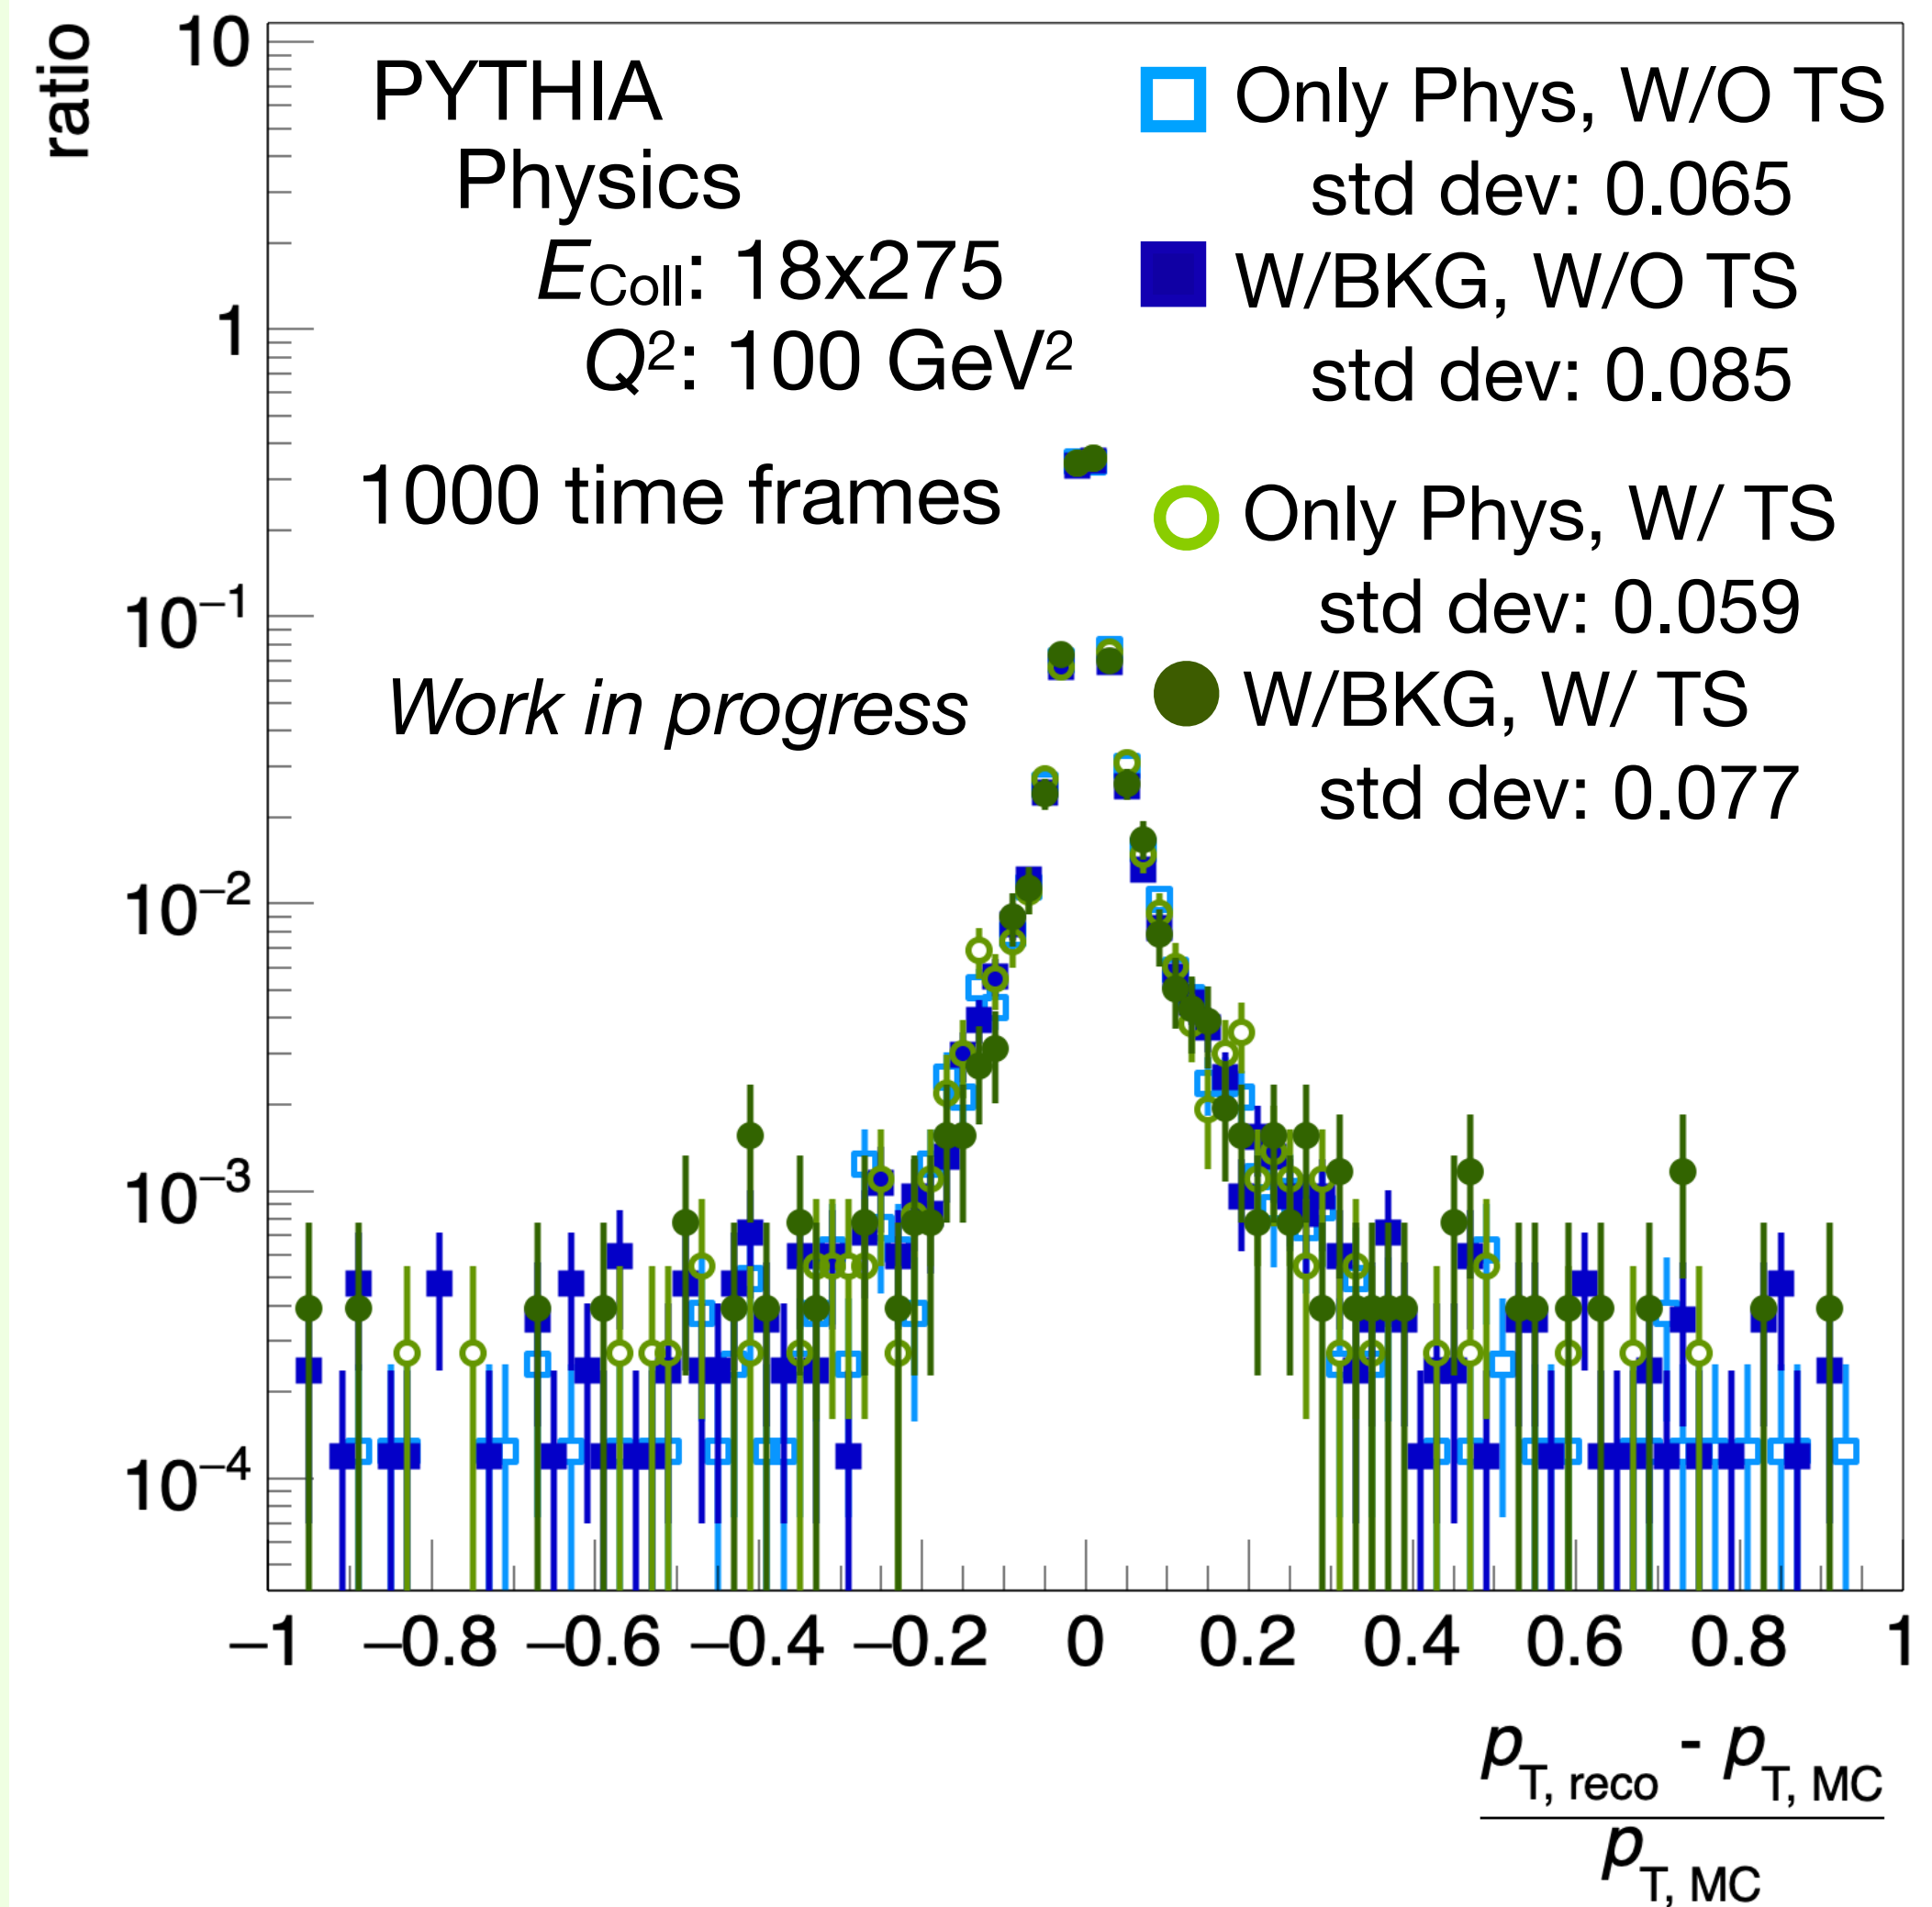 ratio
10
1
10⁻¹
10⁻²
10⁻³
10⁻⁴
PYTHIA
Physics
E_Coll: 18x275
Q²: 100 GeV²
1000 time frames
Work in progress
Only Phys, W/O TS
std dev: 0.065
W/BKG, W/O TS
std dev: 0.085
Only Phys, W/ TS
std dev: 0.059
W/BKG, W/ TS
std dev: 0.077
−1 −0.8 −0.6 −0.4 −0.2 0 0.2 0.4 0.6 0.8 1
p_T, reco - p_T, MC
p_T, MC